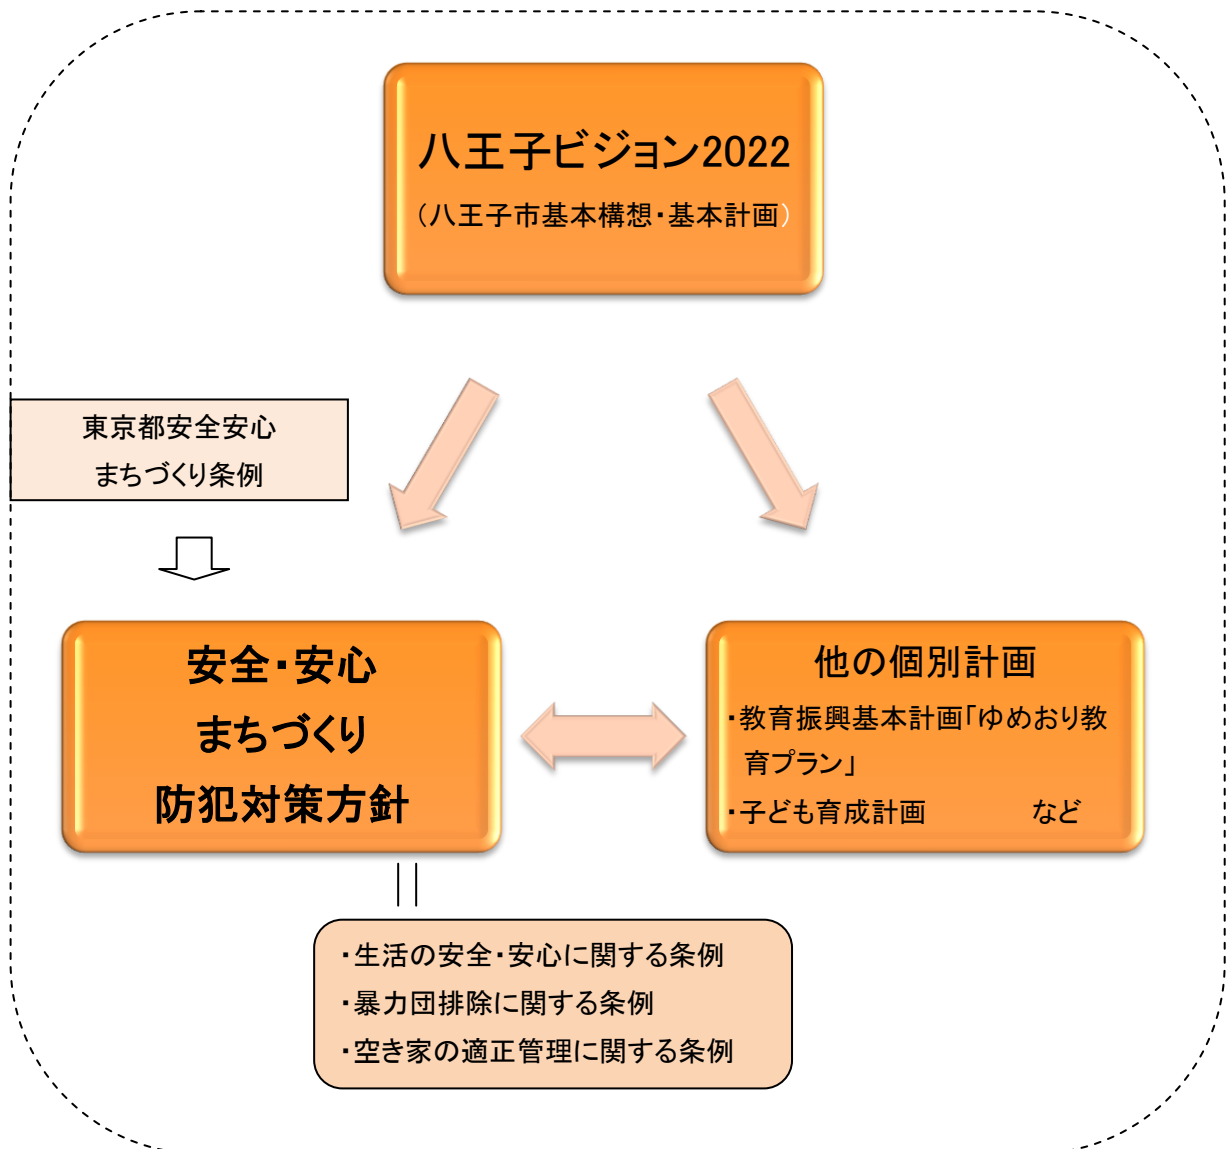 八王子ビジョン2022
(八王子市基本構想・基本計画)
東京都安全安心
まちづくり条例
安全・安心
まちづくり
防犯対策方針
他の個別計画
・教育振興基本計画「ゆめおり教
育プラン」
・子ども育成計画　　　　など
・生活の安全・安心に関する条例
・暴力団排除に関する条例
・空き家の適正管理に関する条例